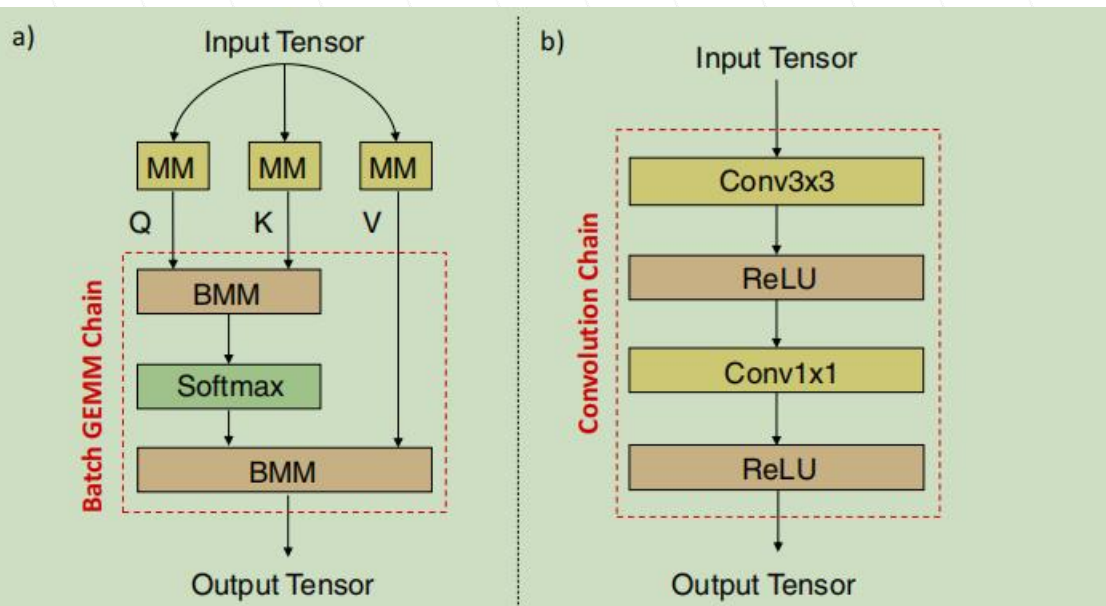 a)
Input Tensor
MM
MM
MM
Q
K
V
Batch GEMM Chain
BMM
Softmax
BMM
Output Tensor
b)
Input Tensor
Convolution Chain
Conv3x3
ReLU
Conv1x1
ReLU
Output Tensor